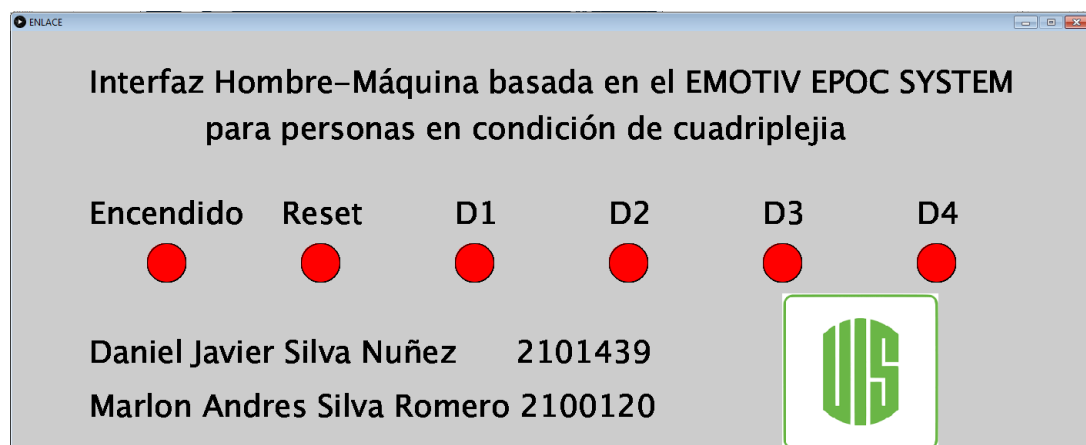 ENLACE
Interfaz Hombre-Máquina basada en el EMOTIV EPOC SYSTEM
para personas en condición de cuadriplejia
Encendido Reset D1 D2 D3 D4
Daniel Javier Silva Nuñez 2101439
Marlon Andres Silva Romero 2100120
UIS